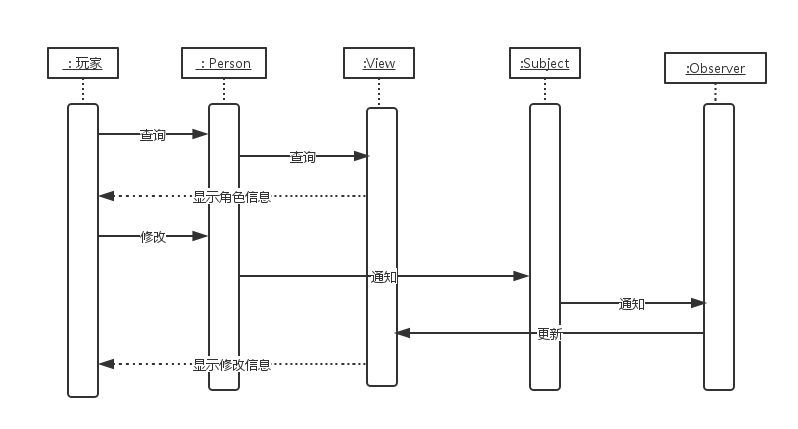 : 玩家
: Person
:View
:Subject
:Observer
查询
查询
显示角色信息
修改
通知
通知
更新
显示修改信息